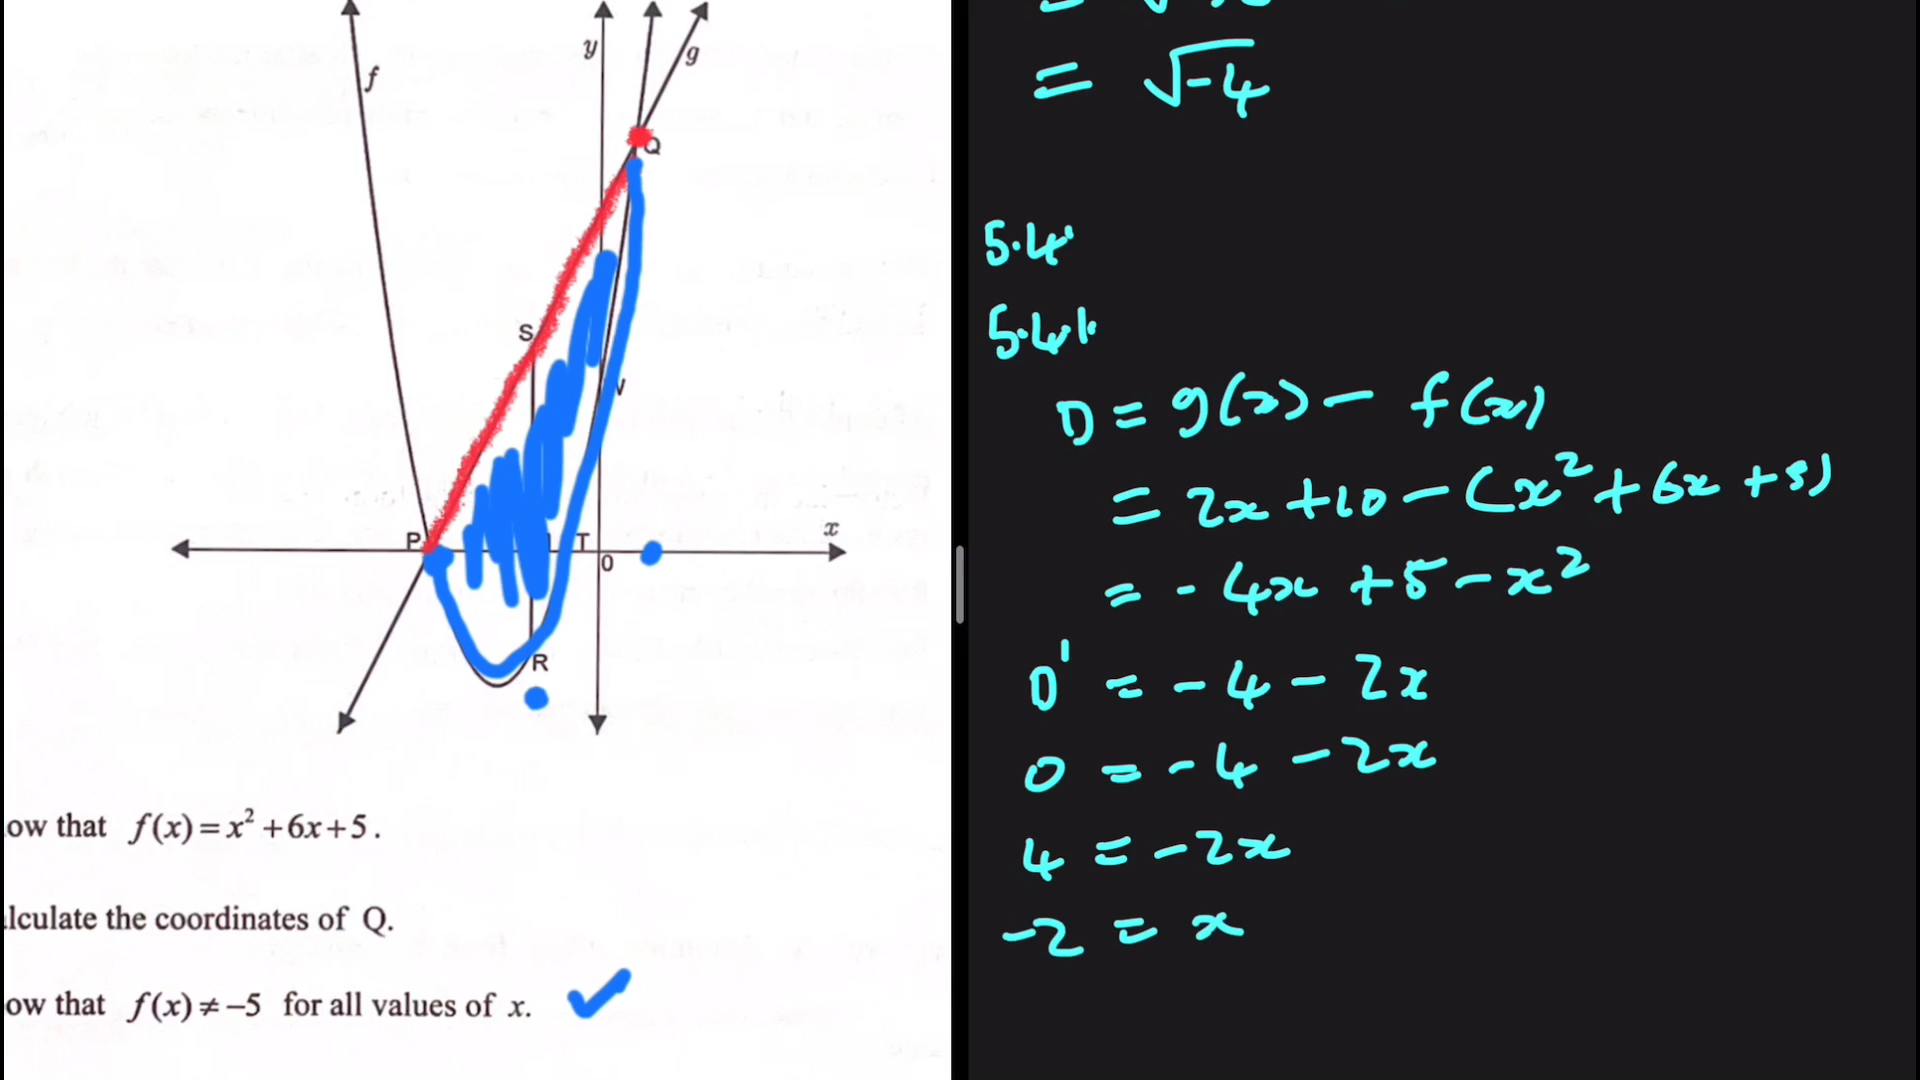 f
y
g
Q
S
P
T
0
x
R
ow that f(x) = x² + 6x + 5.
lculate the coordinates of Q.
ow that f(x) ≠ −5 for all values of x.
= √-4
5.4
5.4.1
D = g(x) - f(x)
= 2x + 10 - (x² + 6x + 5)
= -4x + 5 - x²
D' = -4 - 2x
0 = -4 - 2x
4 = -2x
-2 = x